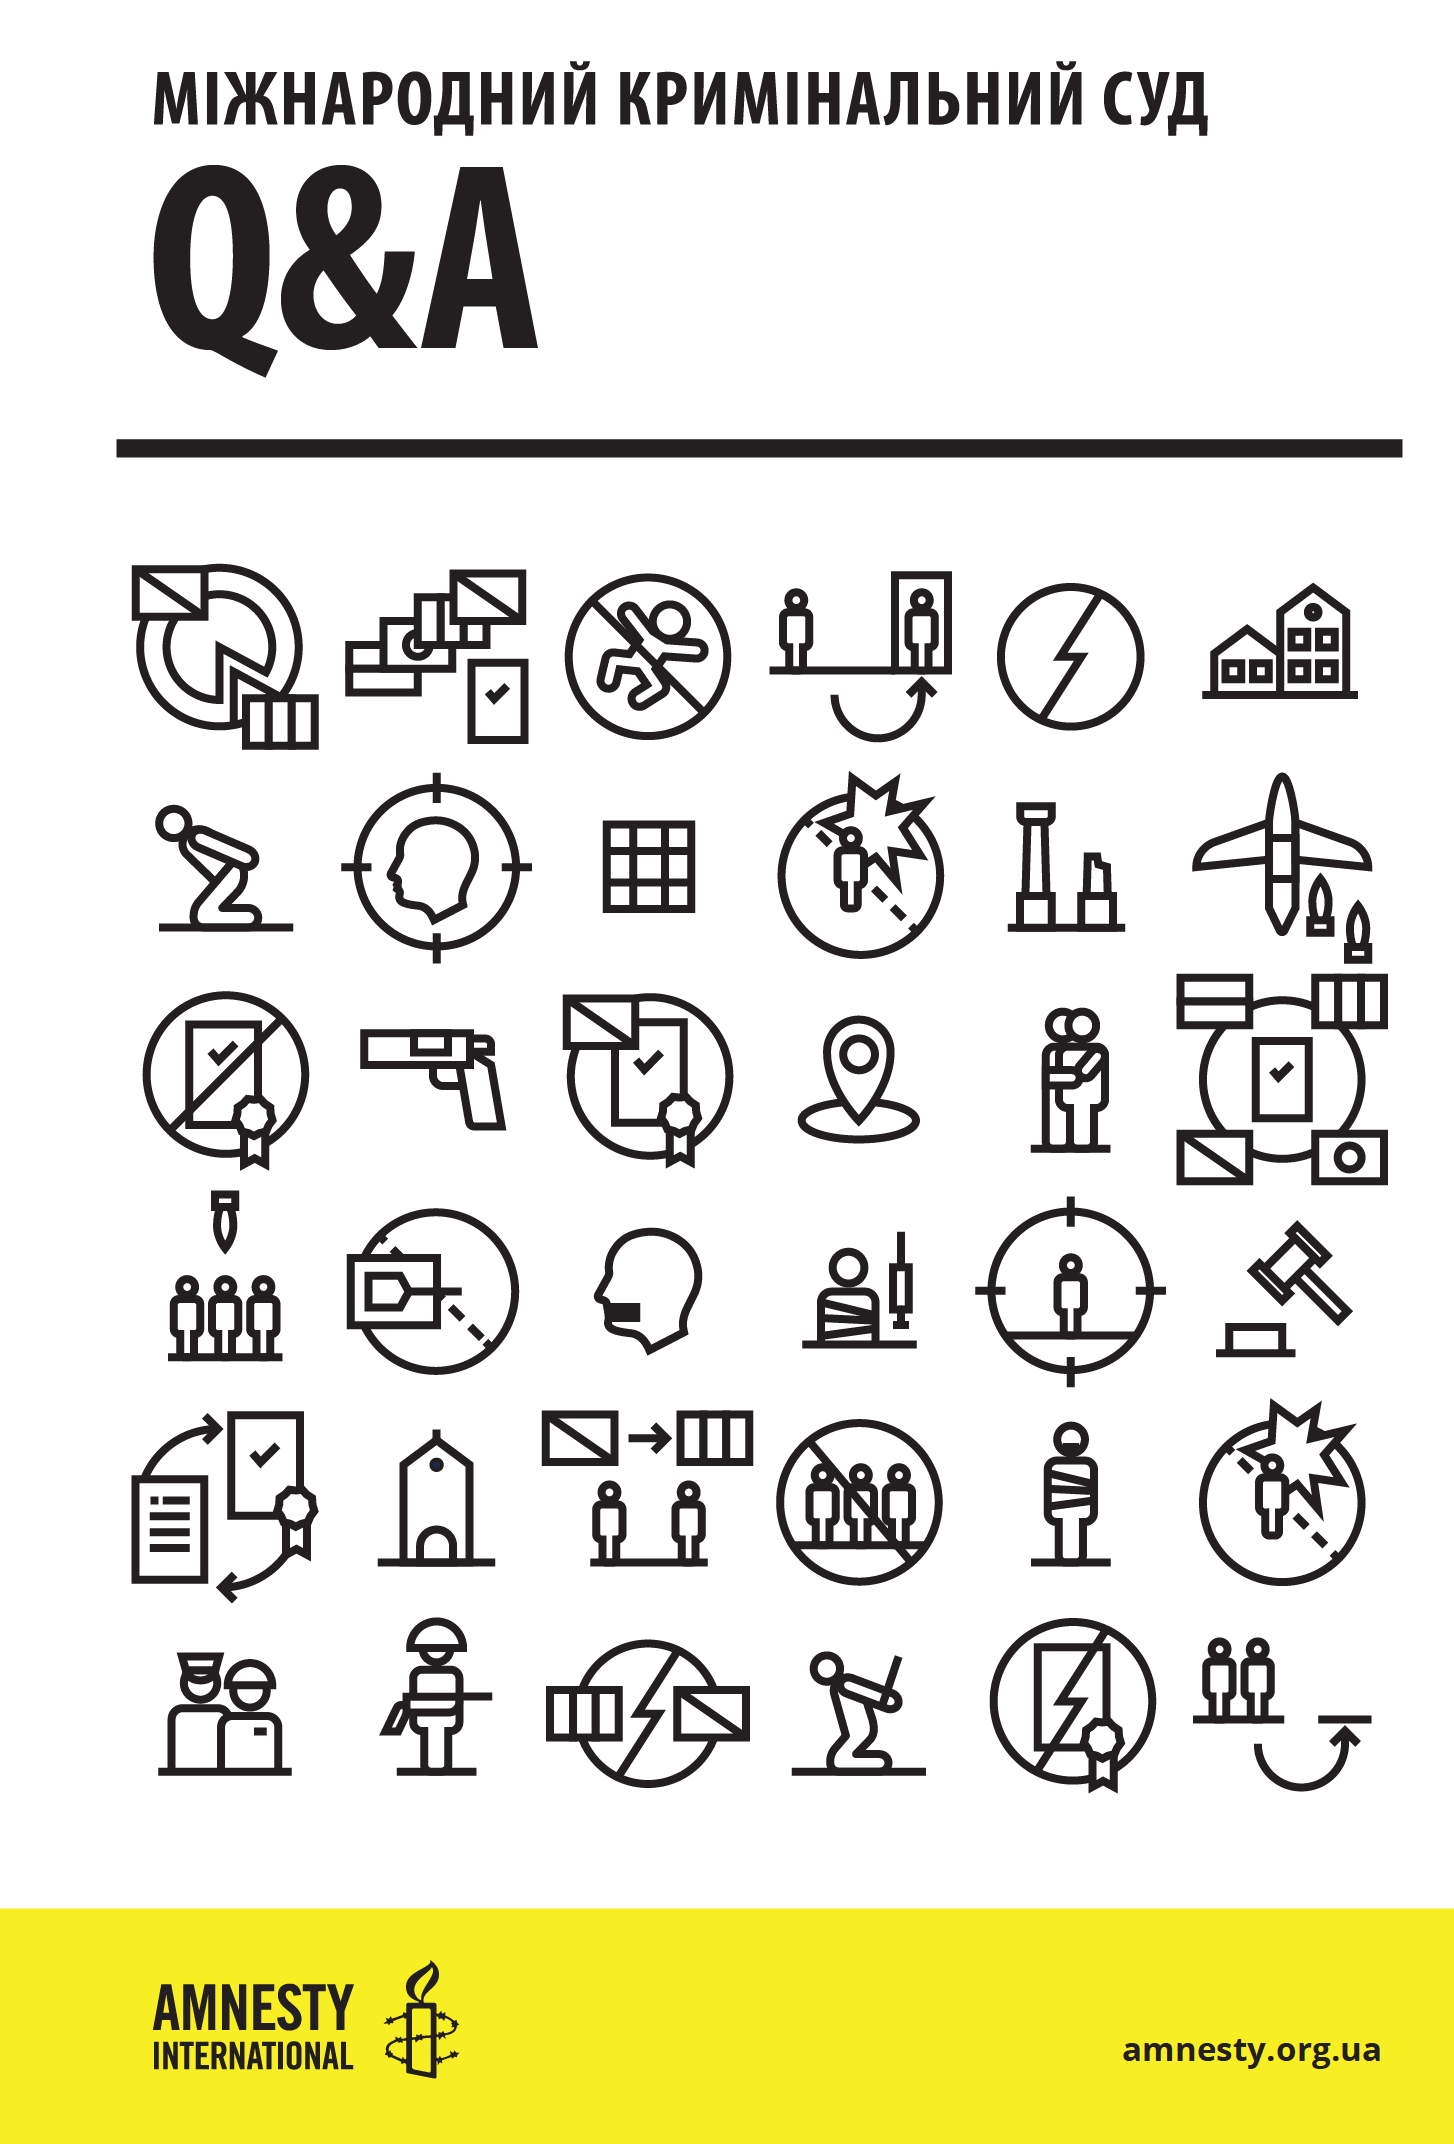 МІЖНАРОДНИЙ КРИМІНАЛЬНИЙ СУД
Q&A
AMNESTY
INTERNATIONAL
amnesty.org.ua